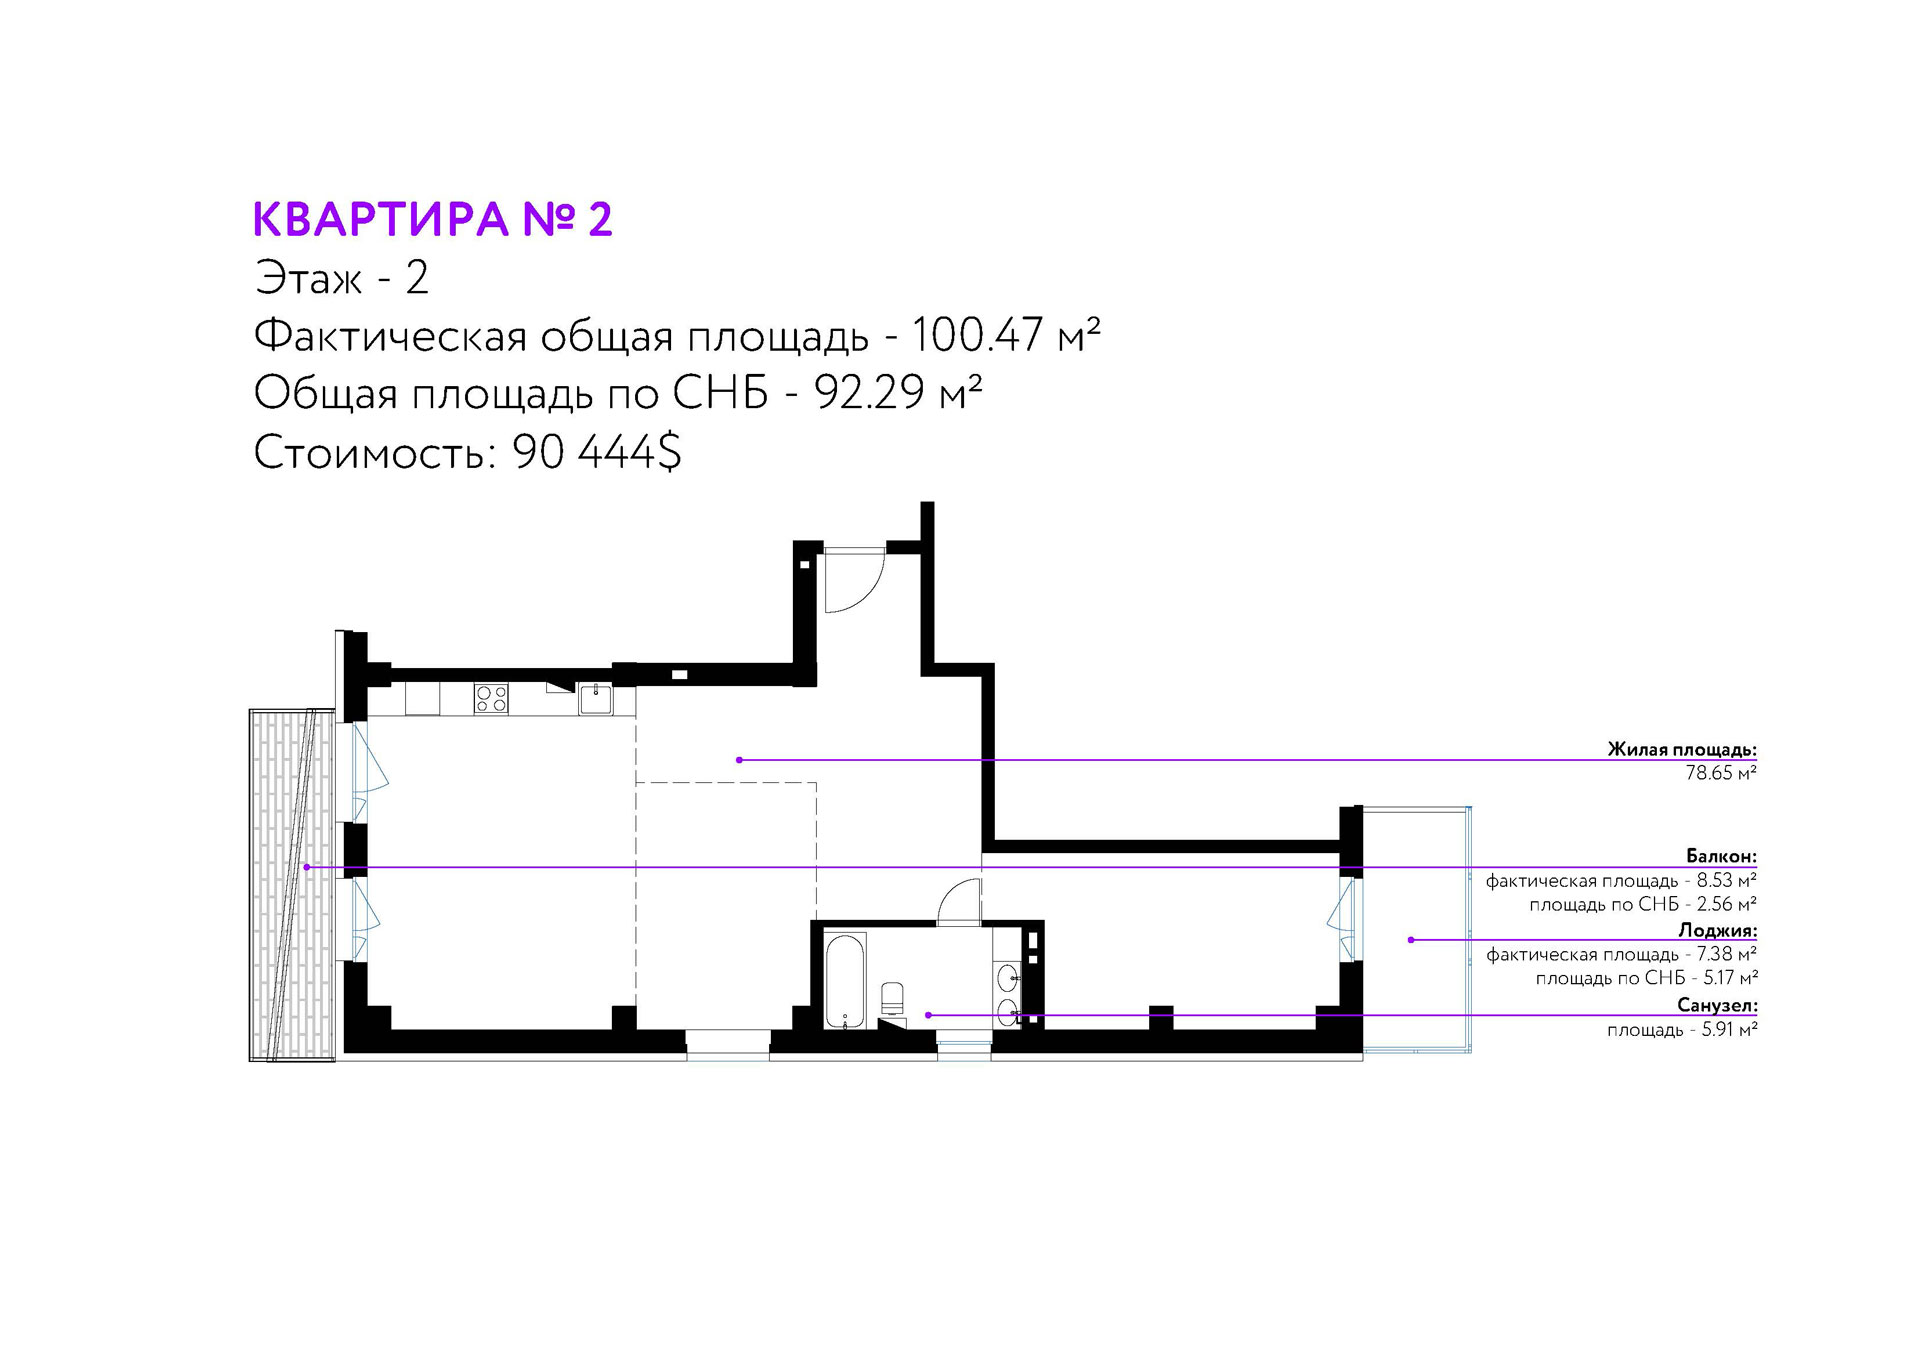 КВАРТИРА № 2
Этаж - 2
Фактическая общая площадь - 100.47 м²
Общая площадь по СНБ - 92.29 м²
Стоимость: 90 444$
Жилая площадь:
78.65 м²
Балкон:
фактическая площадь - 8.53 м²
площадь по СНБ - 2.56 м²
Лоджия:
фактическая площадь - 7.38 м²
площадь по СНБ - 5.17 м²
Санузел:
площадь - 5.91 м²